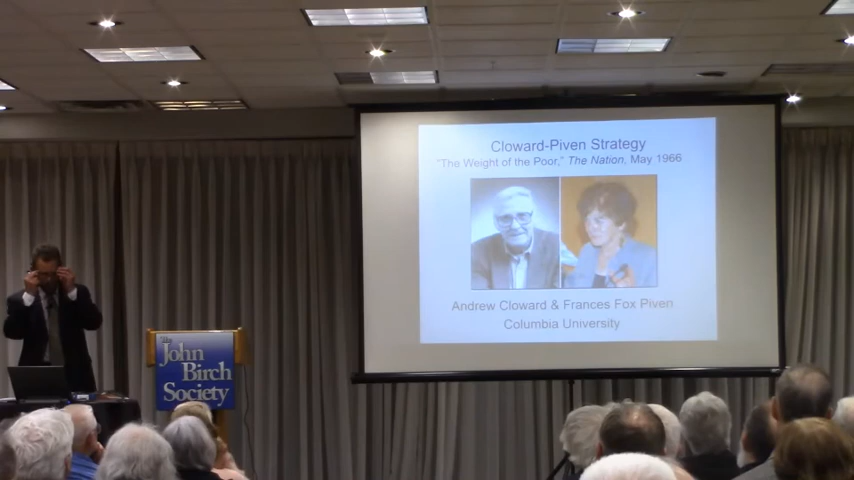 Cloward-Piven Strategy
"The Weight of the Poor," The Nation, May 1966
Andrew Cloward & Frances Fox Piven
Columbia University
The
John
Birch
Society